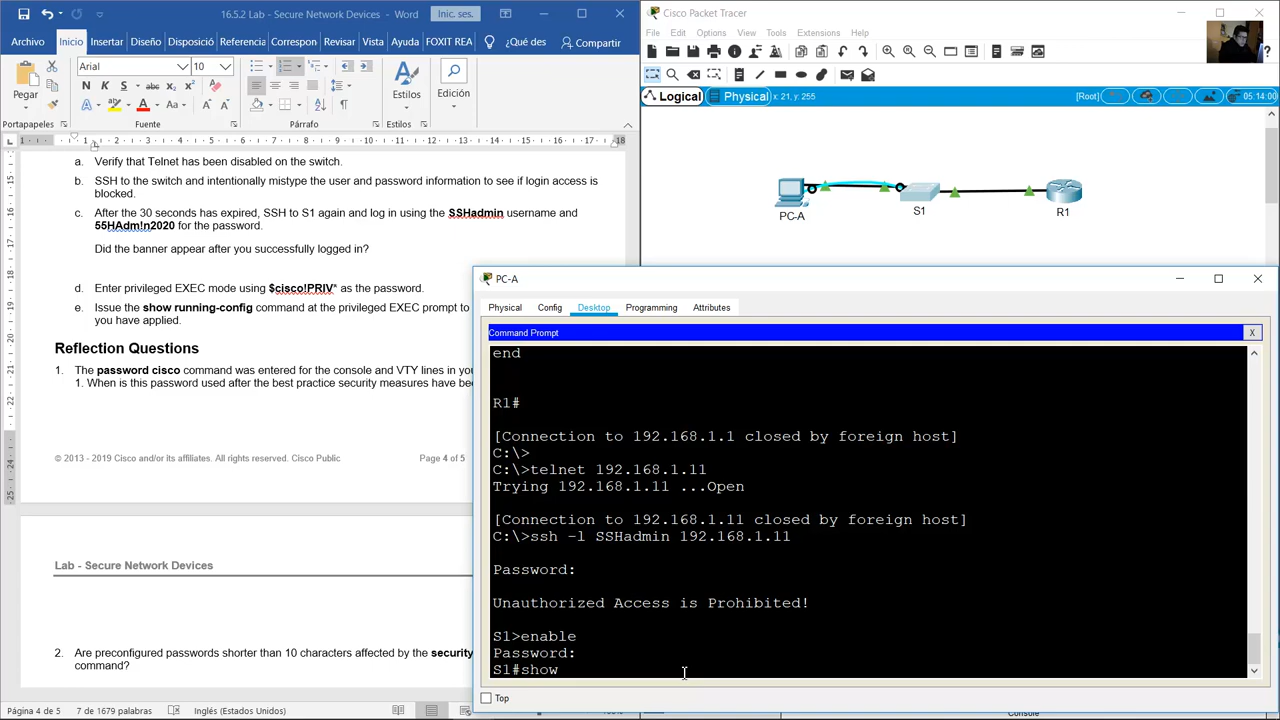 16.5.2 Lab - Secure Network Devices - Word
Inic. ses.
Archo Inicio Inserter Diseño Disposició Referencia Correspon Revisar Vista Ayuda FOXIT REA ¿Qué des Compartir
Arial 10
Pegar
Estilos
Edición
Portapapeles Fuente Párrafo Estilos
a. Verify that Telnet has been disabled on the switch.
b. SSH to the switch and intentionally mistype the user and password information to see if login access is
blocked.
c. After the 30 seconds has expired, SSH to S1 again and log in using the SSHadmin username and
55HAdm!n2020 for the password.
Did the banner appear after you successfully logged in?
d. Enter privileged EXEC mode using $cisco!PRIV* as the password.
e. Issue the show running-config command at the privileged EXEC prompt to
you have applied.
Reflection Questions
1. The password cisco command was entered for the console and VTY lines in you
1. When is this password used after the best practice security measures have bee
© 2013 - 2019 Cisco and/or its affiliates. All rights reserved. Cisco Public Page 4 of 5
Lab - Secure Network Devices
2. Are preconfigured passwords shorter than 10 characters affected by the security
command?
Página 4 de 5 7 de 1679 palabras Inglés (Estados Unidos)
Cisco Packet Tracer
File Edit Options View Tools Extensions Help
Logical Physical x: 21, y: 255 [Root] 05:14:00
PC-A
S1
R1
PC-A
Physical Config Desktop Programming Attributes
Command Prompt X
end
R1#
[Connection to 192.168.1.1 closed by foreign host]
C:\>
C:\>telnet 192.168.1.11
Trying 192.168.1.11 ...Open
[Connection to 192.168.1.11 closed by foreign host]
C:\>ssh -l SSHadmin 192.168.1.11
Password:
Unauthorized Access is Prohibited!
S1>enable
Password:
S1#show
Top
Console